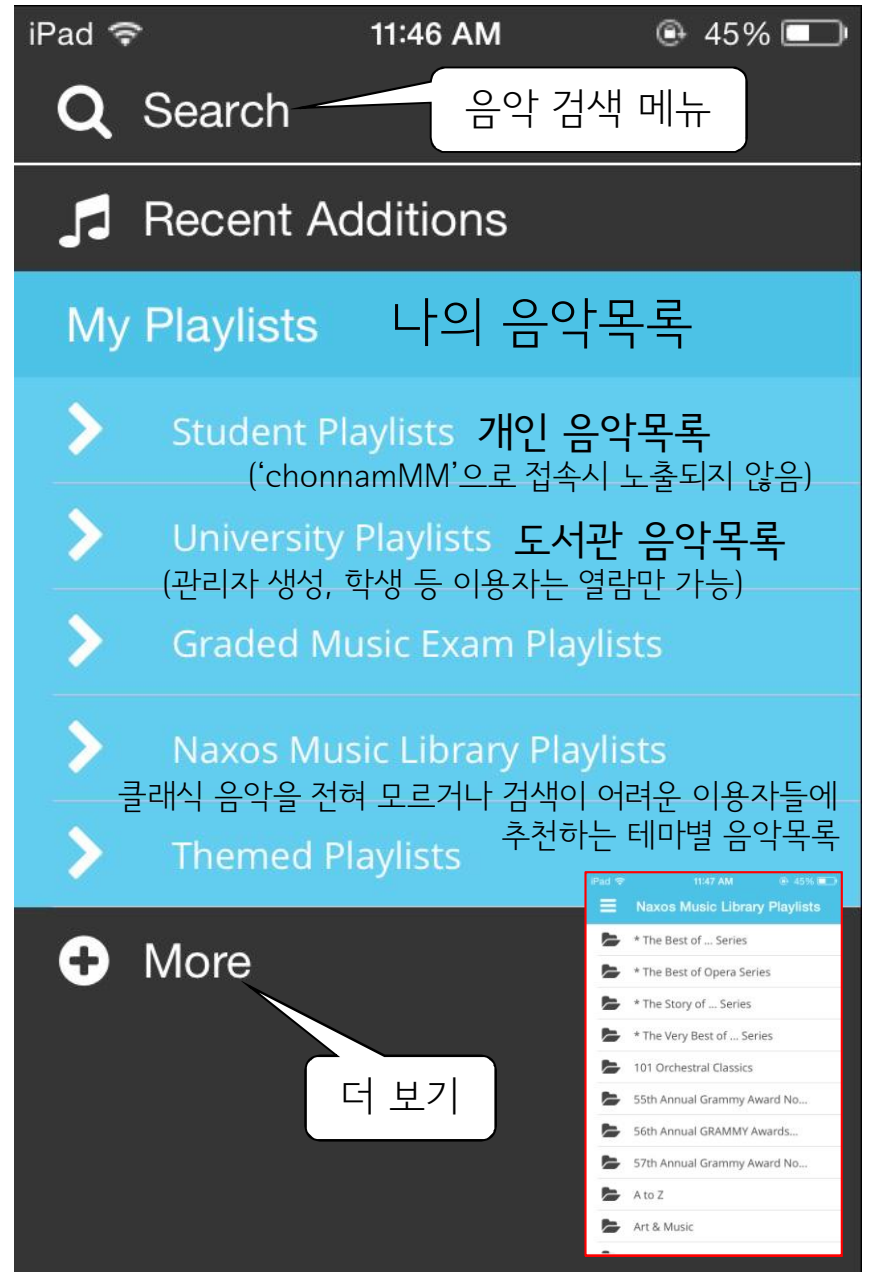 iPad 11:46 AM 45%
Search 음악 검색 메뉴
Recent Additions
My Playlists 나의 음악목록
Student Playlists 개인 음악목록
(‘chonnamMM’으로 접속시 노출되지 않음)
University Playlists 도서관 음악목록
(관리자 생성, 학생 등 이용자는 열람만 가능)
Graded Music Exam Playlists
Naxos Music Library Playlists
클래식 음악을 전혀 모르거나 검색이 어려운 이용자들에
추천하는 테마별 음악목록
Themed Playlists
More
더 보기
iPad 11:47 AM 45%
Naxos Music Library Playlists
* The Best of ... Series
* The Best of Opera Series
* The Story of ... Series
* The Very Best of ... Series
101 Orchestral Classics
55th Annual Grammy Award No...
56th Annual GRAMMY Awards...
57th Annual Grammy Award No...
A to Z
Art & Music